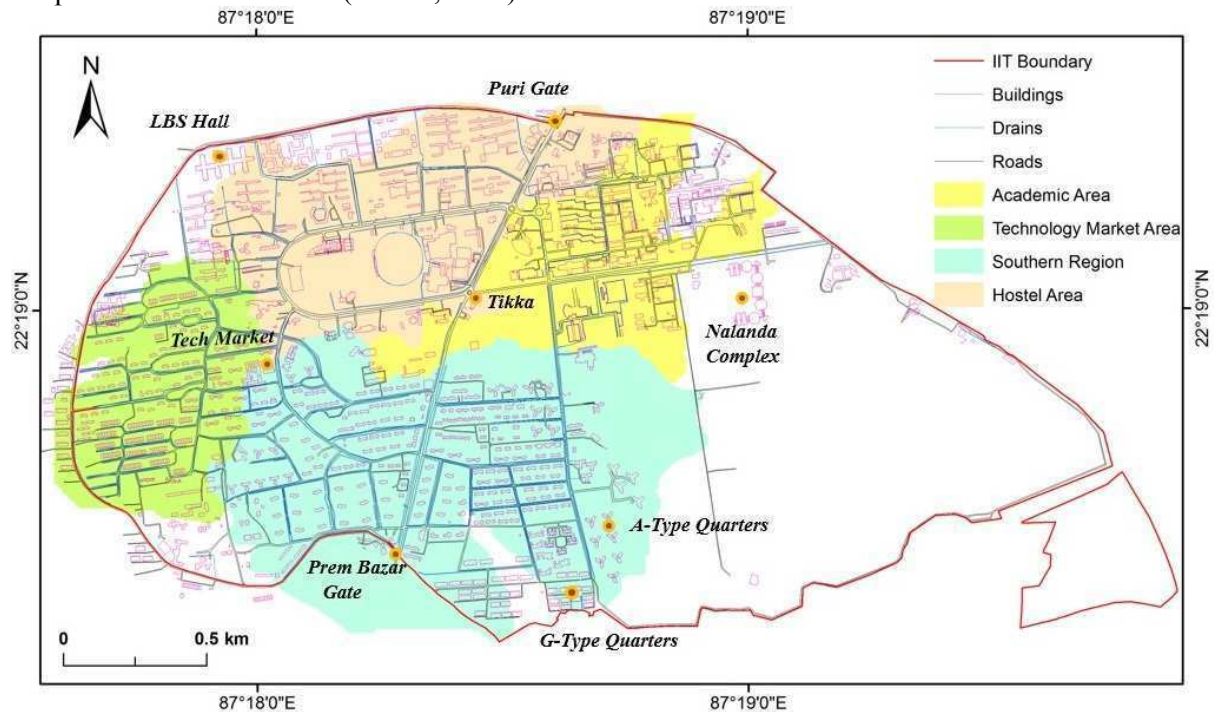 87°18'0"E
87°19'0"E
N
Puri Gate
LBS Hall
IIT Boundary
Buildings
Drains
Roads
Academic Area
Technology Market Area
Southern Region
Hostel Area
22°19'0"N
22°19'0"N
Tikka
Tech Market
Nalanda
Complex
A-Type Quarters
Prem Bazar
Gate
G-Type Quarters
0 0.5 km
87°18'0"E
87°19'0"E